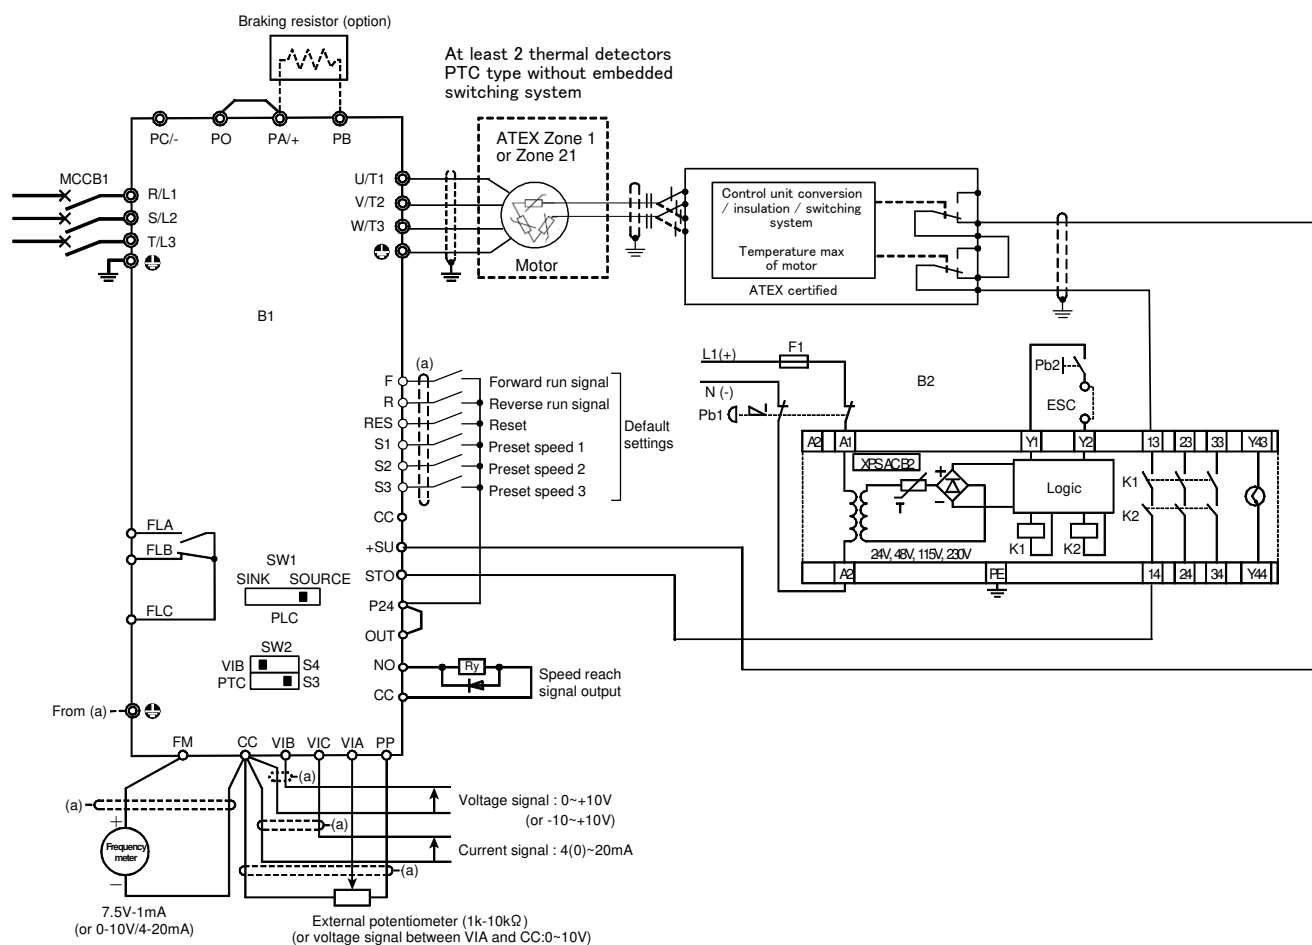 Braking resistor (option)
At least 2 thermal detectors
PTC type without embedded
switching system
PC/-
PO
PA/+
PB
ATEX Zone 1
or Zone 21
Motor
MCCB1
R/L1
S/L2
T/L3
U/T1
V/T2
W/T3
Control unit conversion
/ insulation / switching
system
Temperature max
of motor
ATEX certified
B1
(a)
F
Forward run signal
R
Reverse run signal
RES
Reset
S1
Preset speed 1
S2
Preset speed 2
S3
Preset speed 3
Default
settings
CC
+SU
STO
P24
OUT
NO
CC
Ry
Speed reach
signal output
L1(+)
F1
N (-)
Pb1
B2
Pb2
ESC
A2
A1
Y1
Y2
13
23
33
Y43
XPSACB2
T
+
−
Logic
K1
K2
K1
K2
24V, 48V, 115V, 230V
A2
PE
14
24
34
Y44
FLA
FLB
FLC
SW1
SINK
SOURCE
PLC
SW2
VIB
S4
PTC
S3
From (a)
FM
CC
VIB
VIC
VIA
PP
(a)
(a)
(a)
(a)
Voltage signal : 0~+10V
(or -10~+10V)
Current signal : 4(0)~20mA
+
Frequency
meter
−
7.5V-1mA
(or 0-10V/4-20mA)
External potentiometer (1k-10kΩ)
(or voltage signal between VIA and CC:0~10V)